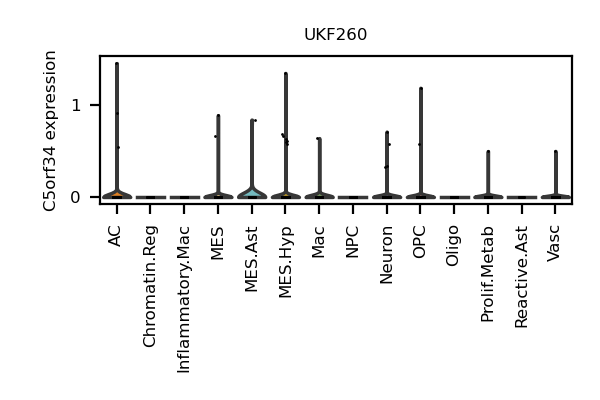 UKF260
C5orf34 expression
1
0
AC
Chromatin.Reg
Inflammatory.Mac
MES
MES.Ast
MES.Hyp
Mac
NPC
Neuron
OPC
Oligo
Prolif.Metab
Reactive.Ast
Vasc